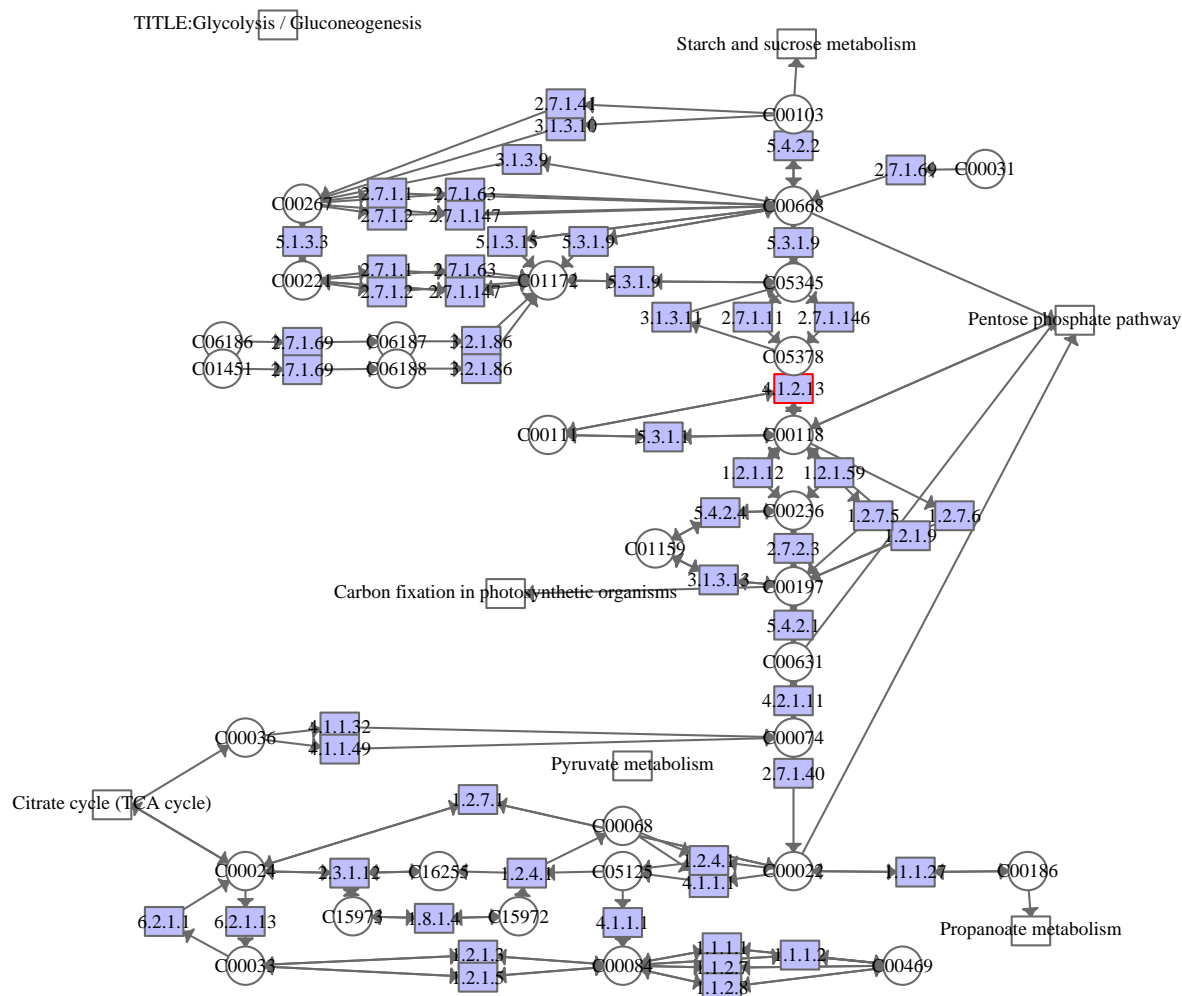 TITLE:Glycolysis / Gluconeogenesis
Starch and sucrose metabolism
2.7.1.41
C00103
3.1.3.10
5.4.2.2
3.1.3.9
2.7.1.69
C00031
2.7.1.1
2.7.1.63
C00267
C00668
2.7.1.2
2.7.1.147
5.1.3.3
5.1.3.15
5.3.1.9
5.3.1.9
2.7.1.1
2.7.1.63
C00221
C01172
5.3.1.9
C05345
2.7.1.2
2.7.1.147
3.1.3.11
2.7.1.11
2.7.1.146
Pentose phosphate pathway
C06186
2.7.1.69
C06187
3.2.1.86
C05378
C01451
2.7.1.69
C06188
3.2.1.86
4.1.2.13
C00111
5.3.1.1
C00118
1.2.1.12
1.2.1.59
5.4.2.4
C00236
1.2.7.5
1.2.7.6
1.2.1.9
C01159
2.7.2.3
3.1.3.13
C00197
Carbon fixation in photosynthetic organisms
5.4.2.1
C00631
4.2.1.11
4.1.1.32
C00036
C00074
4.1.1.49
Pyruvate metabolism
2.7.1.40
Citrate cycle (TCA cycle)
1.2.7.1
C00068
1.2.4.1
C00024
2.3.1.12
C16255
1.2.4.1
C05125
C00022
1.1.1.27
C00186
4.1.1.1
6.2.1.1
6.2.1.13
C15973
1.8.1.4
C15972
4.1.1.1
Propanoate metabolism
1.1.1.1
1.2.1.3
1.1.1.2
C00033
C00084
1.1.2.7
C00469
1.2.1.5
1.1.2.8